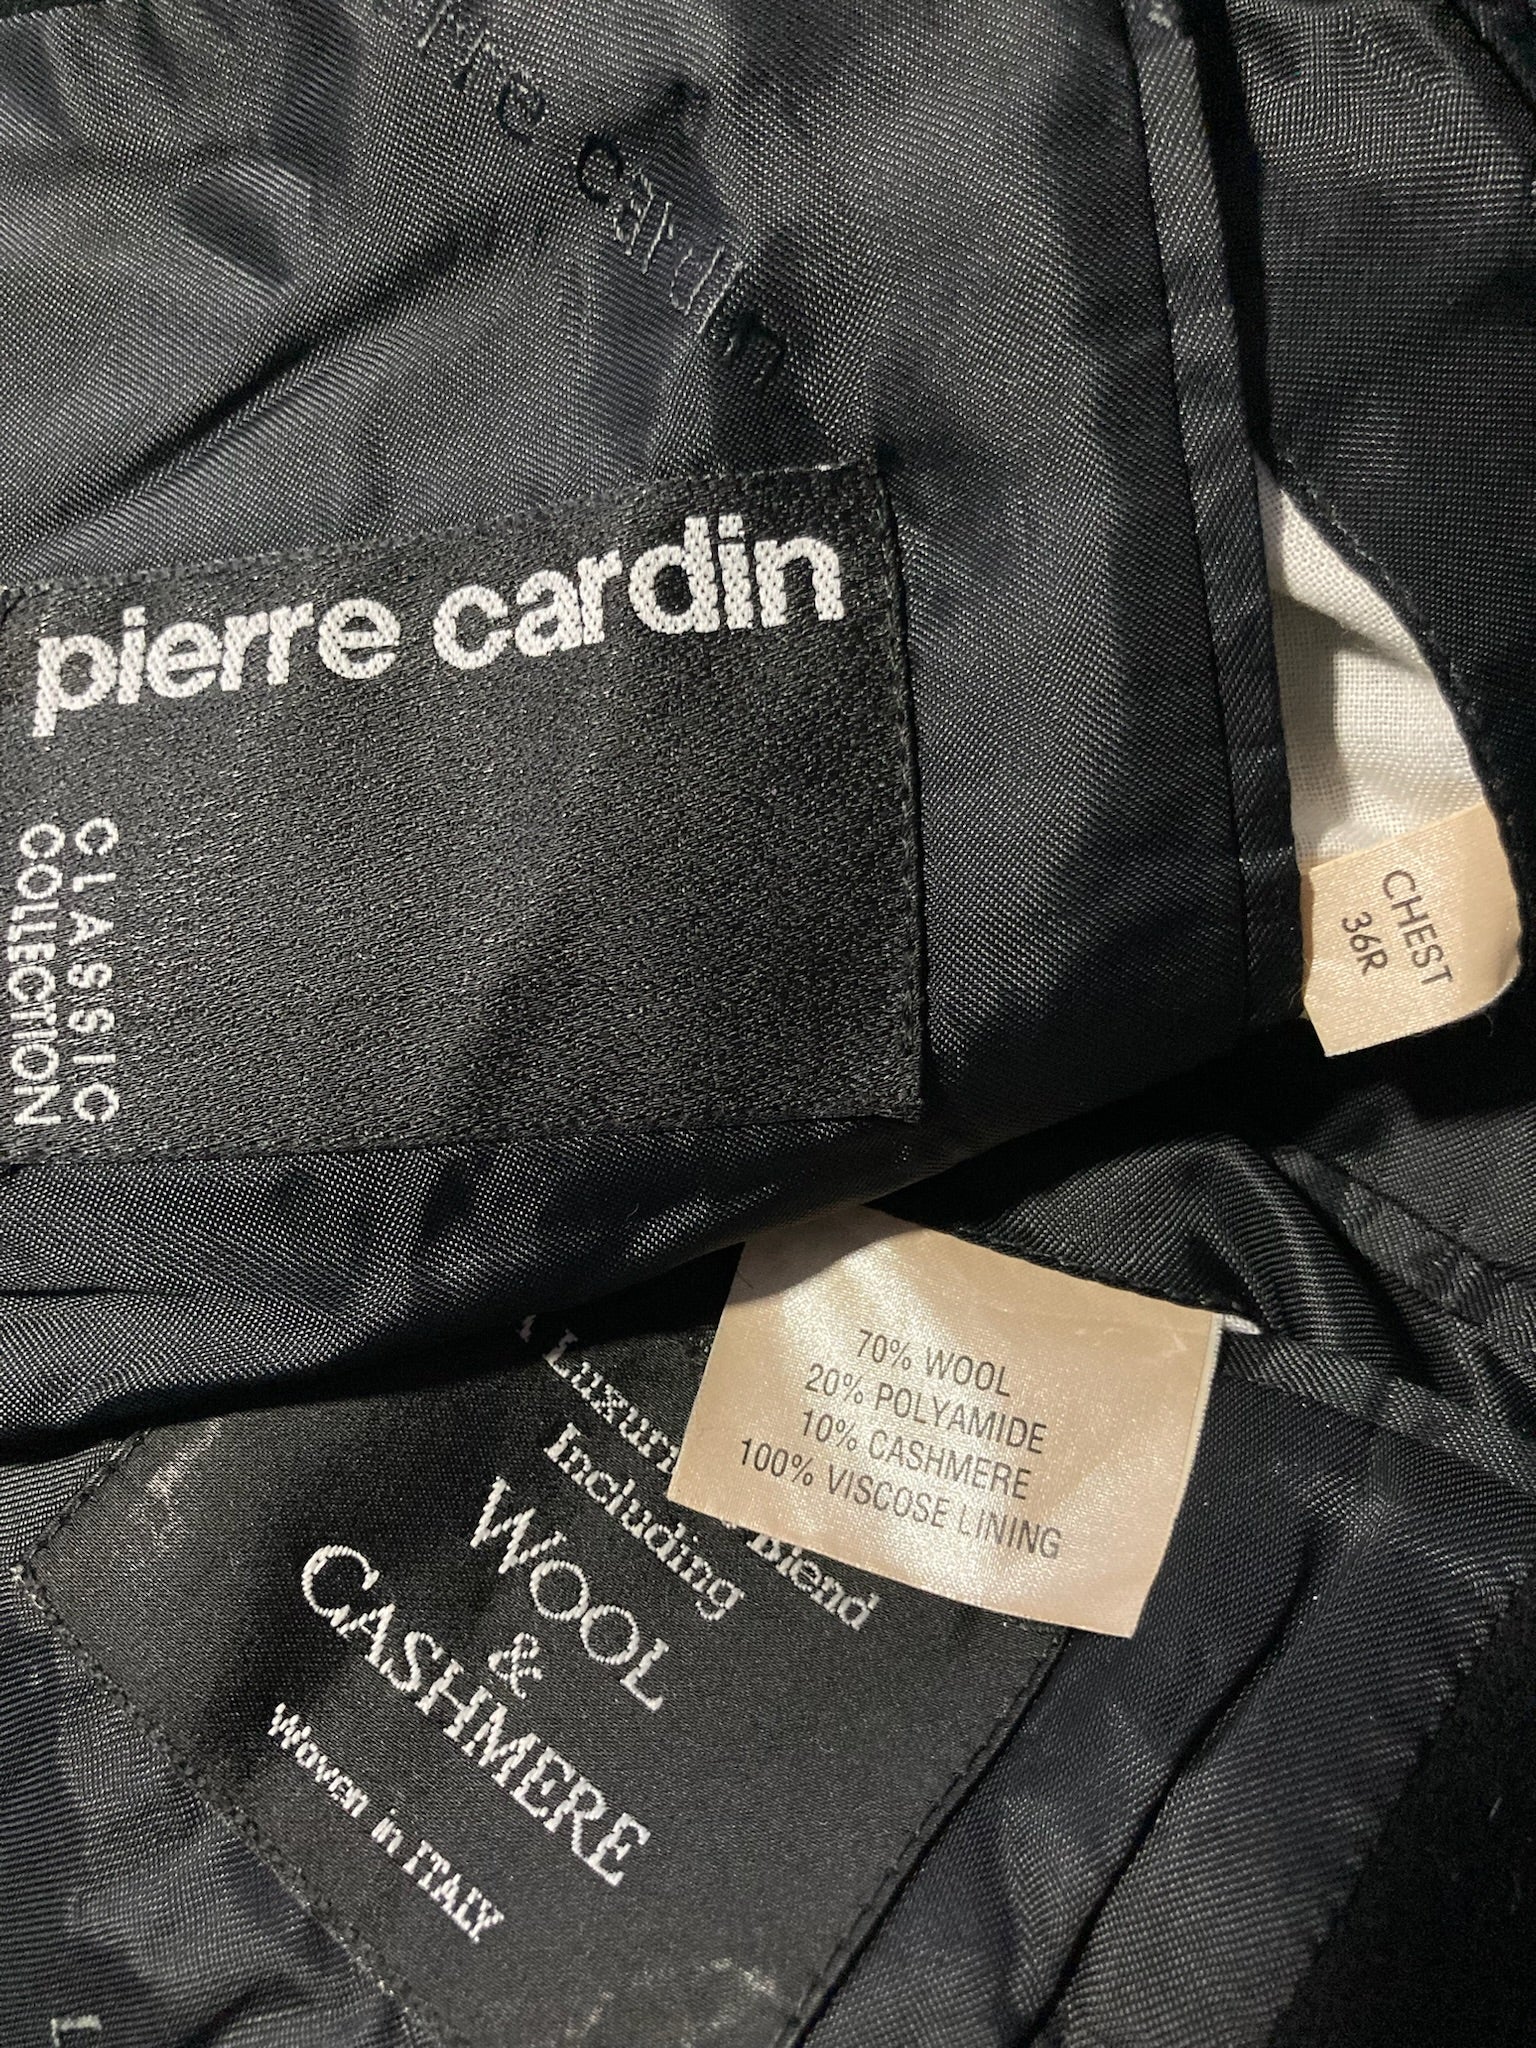 pierre cardin
pierre cardin
CLASSIC
COLLECTION
CHEST
36R
70% WOOL
20% POLYAMIDE
10% CASHMERE
100% VISCOSE LINING
Blend
Including
WOOL
&
CASHMERE
Woven in ITALY